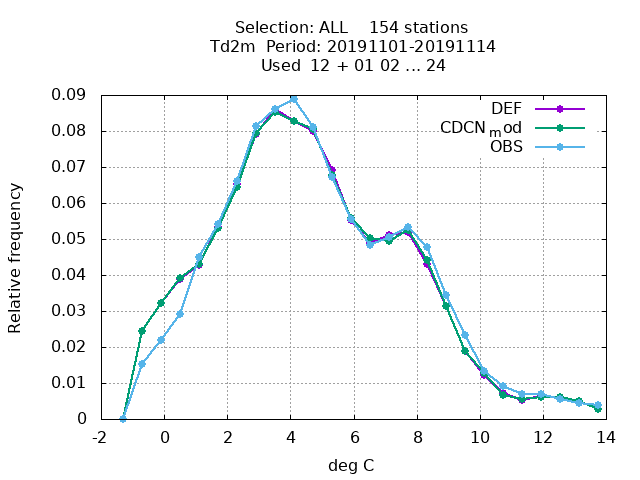 Selection: ALL    154 stations
Td2m  Period: 20191101-20191114
Used  12 + 01 02 ... 24
DEF
CDCN_mod
OBS
Relative frequency
0.09
0.08
0.07
0.06
0.05
0.04
0.03
0.02
0.01
0
-2 0 2 4 6 8 10 12 14
deg C